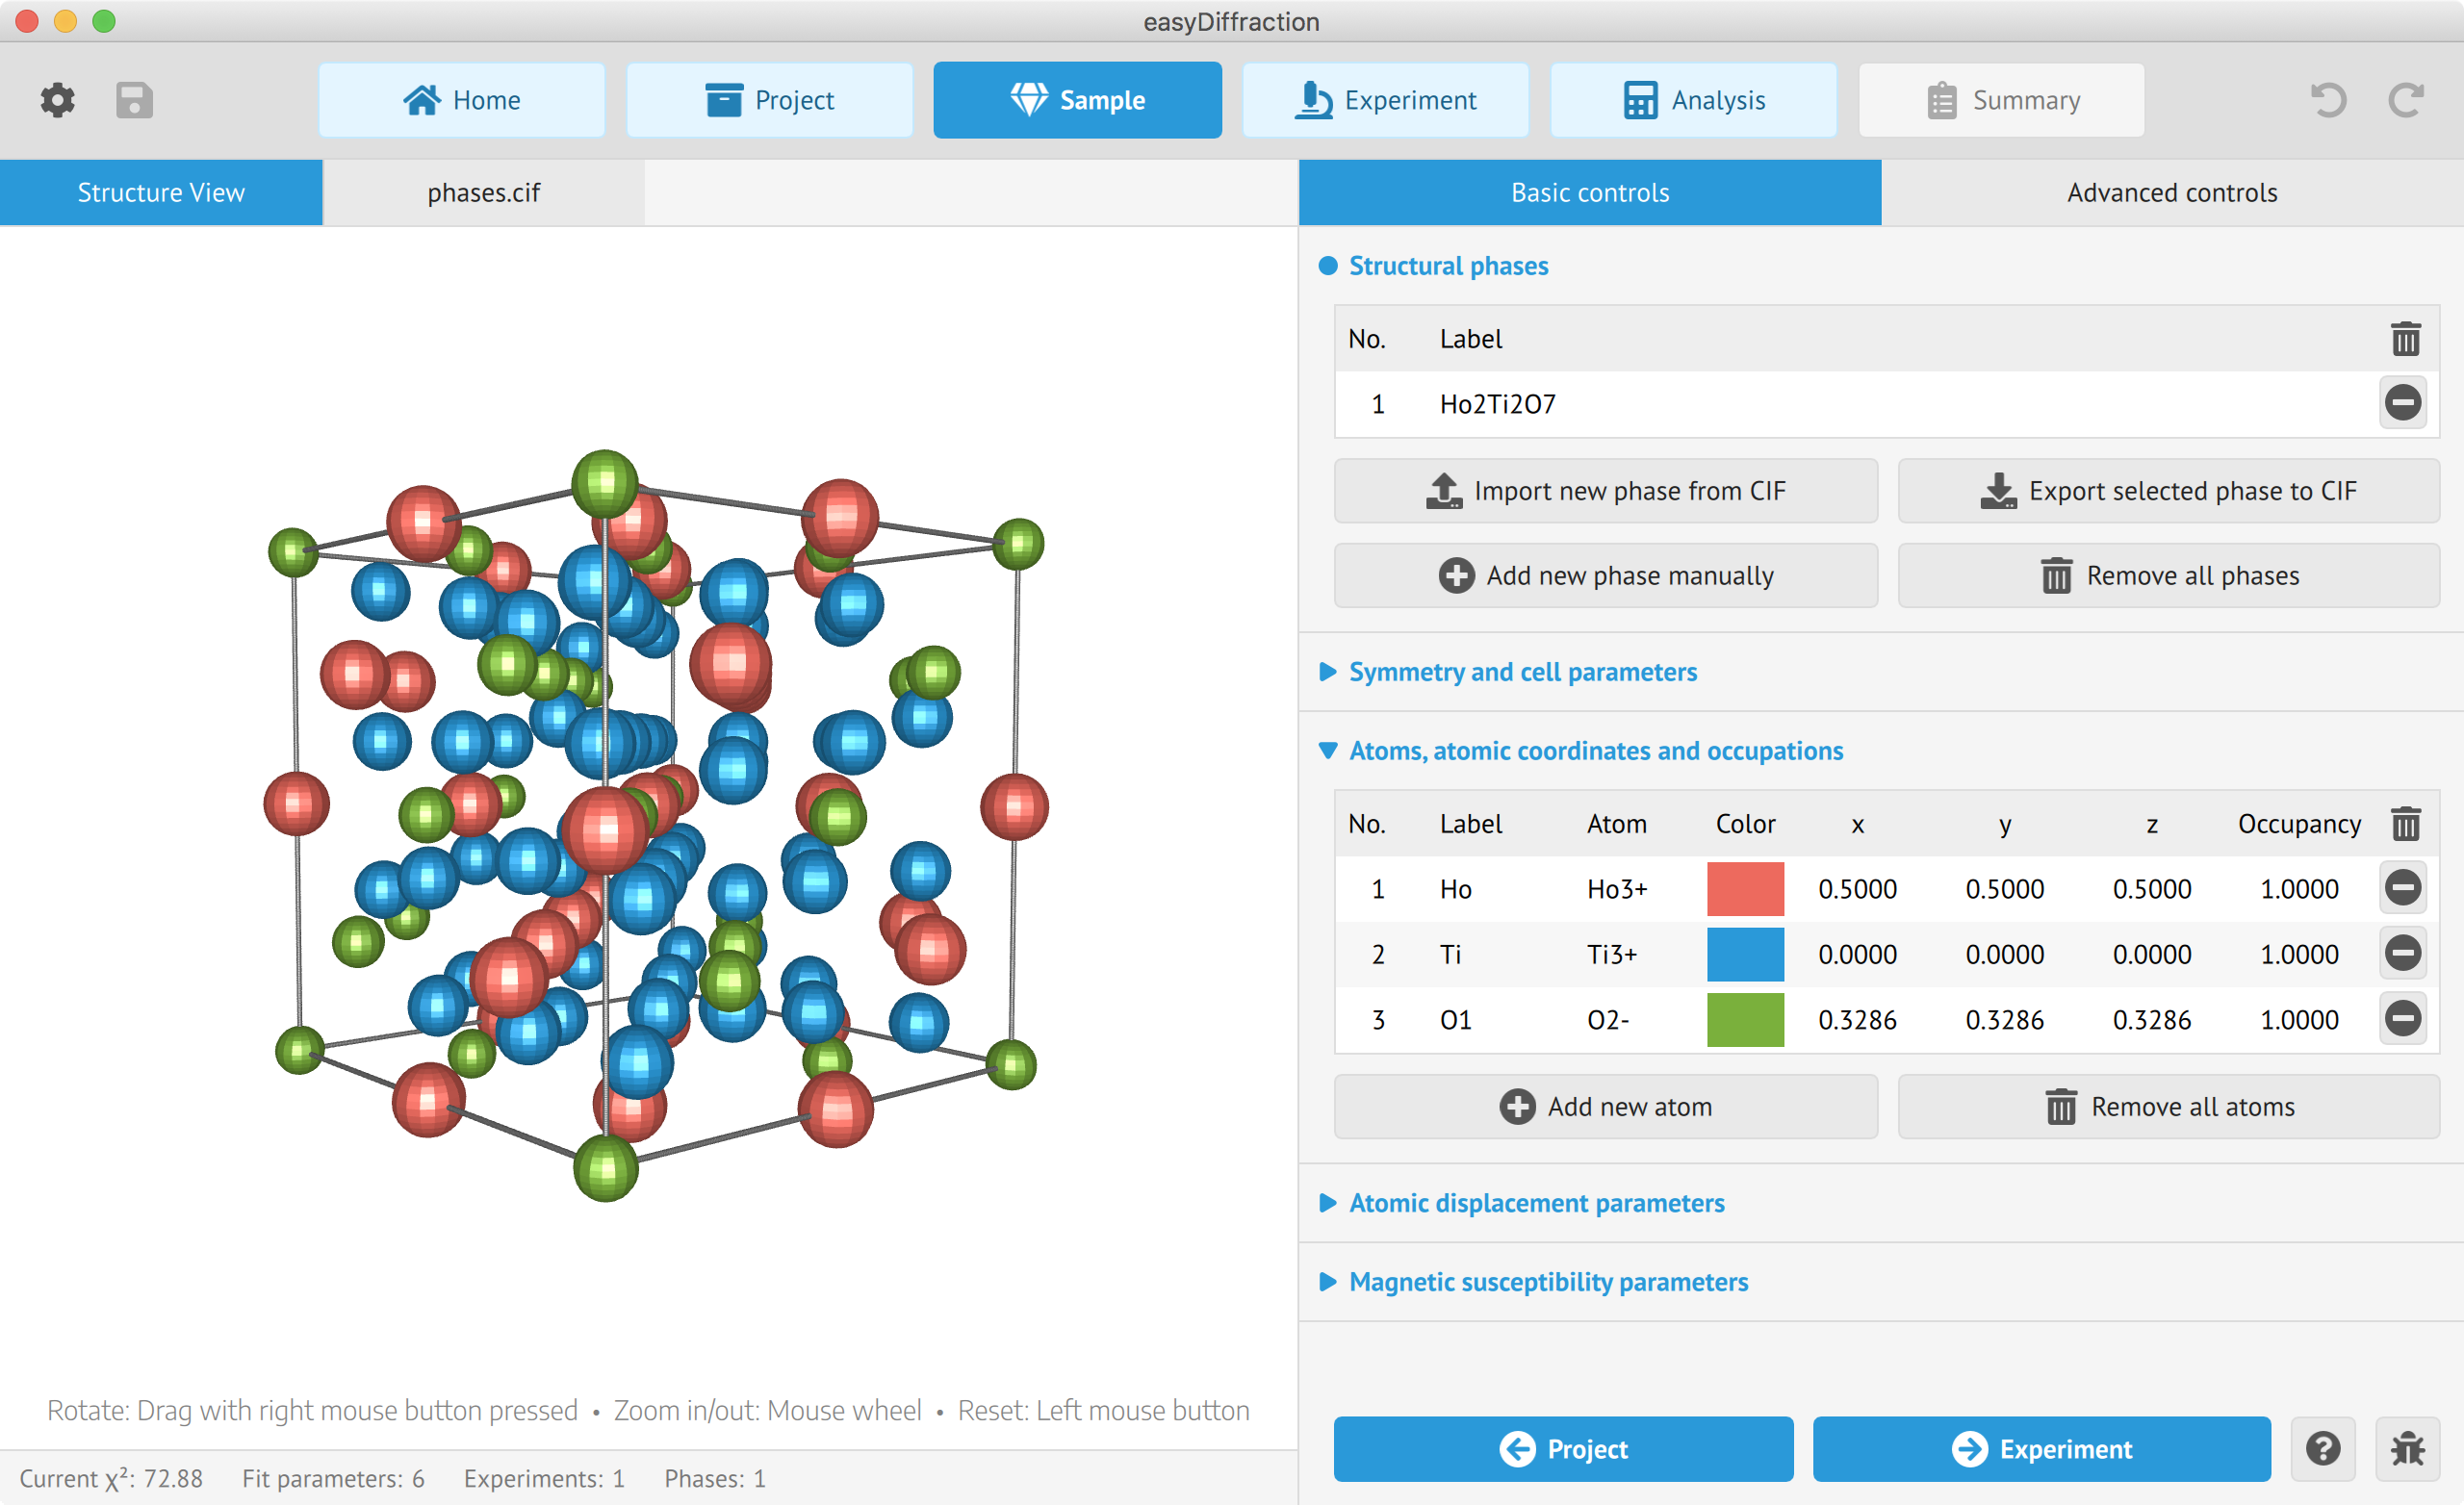 easyDiffraction
Home Project Sample Experiment Analysis Summary
Structure View phases.cif Basic controls Advanced controls
Structural phases
No. Label
1 Ho2Ti2O7
Import new phase from CIF Export selected phase to CIF
Add new phase manually Remove all phases
Symmetry and cell parameters
Atoms, atomic coordinates and occupations
No. Label Atom Color x y z Occupancy
1 Ho Ho3+ 0.5000 0.5000 0.5000 1.0000
2 Ti Ti3+ 0.0000 0.0000 0.0000 1.0000
3 O1 O2- 0.3286 0.3286 0.3286 1.0000
Add new atom Remove all atoms
Atomic displacement parameters
Magnetic susceptibility parameters
Rotate: Drag with right mouse button pressed • Zoom in/out: Mouse wheel • Reset: Left mouse button
Project Experiment
Current χ²: 72.88 Fit parameters: 6 Experiments: 1 Phases: 1